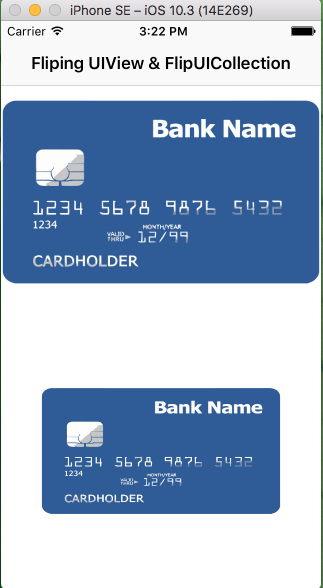 iPhone SE – iOS 10.3 (14E269)
Carrier 3:22 PM
Fliping UIView & FlipUICollection
Bank Name
1234 5678 9876 5432
1234
MONTH/YEAR
VALID THRU 12/99
CARDHOLDER
Bank Name
1234 5678 9876 5432
1234
MONTH/YEAR
VALID THRU 12/99
CARDHOLDER